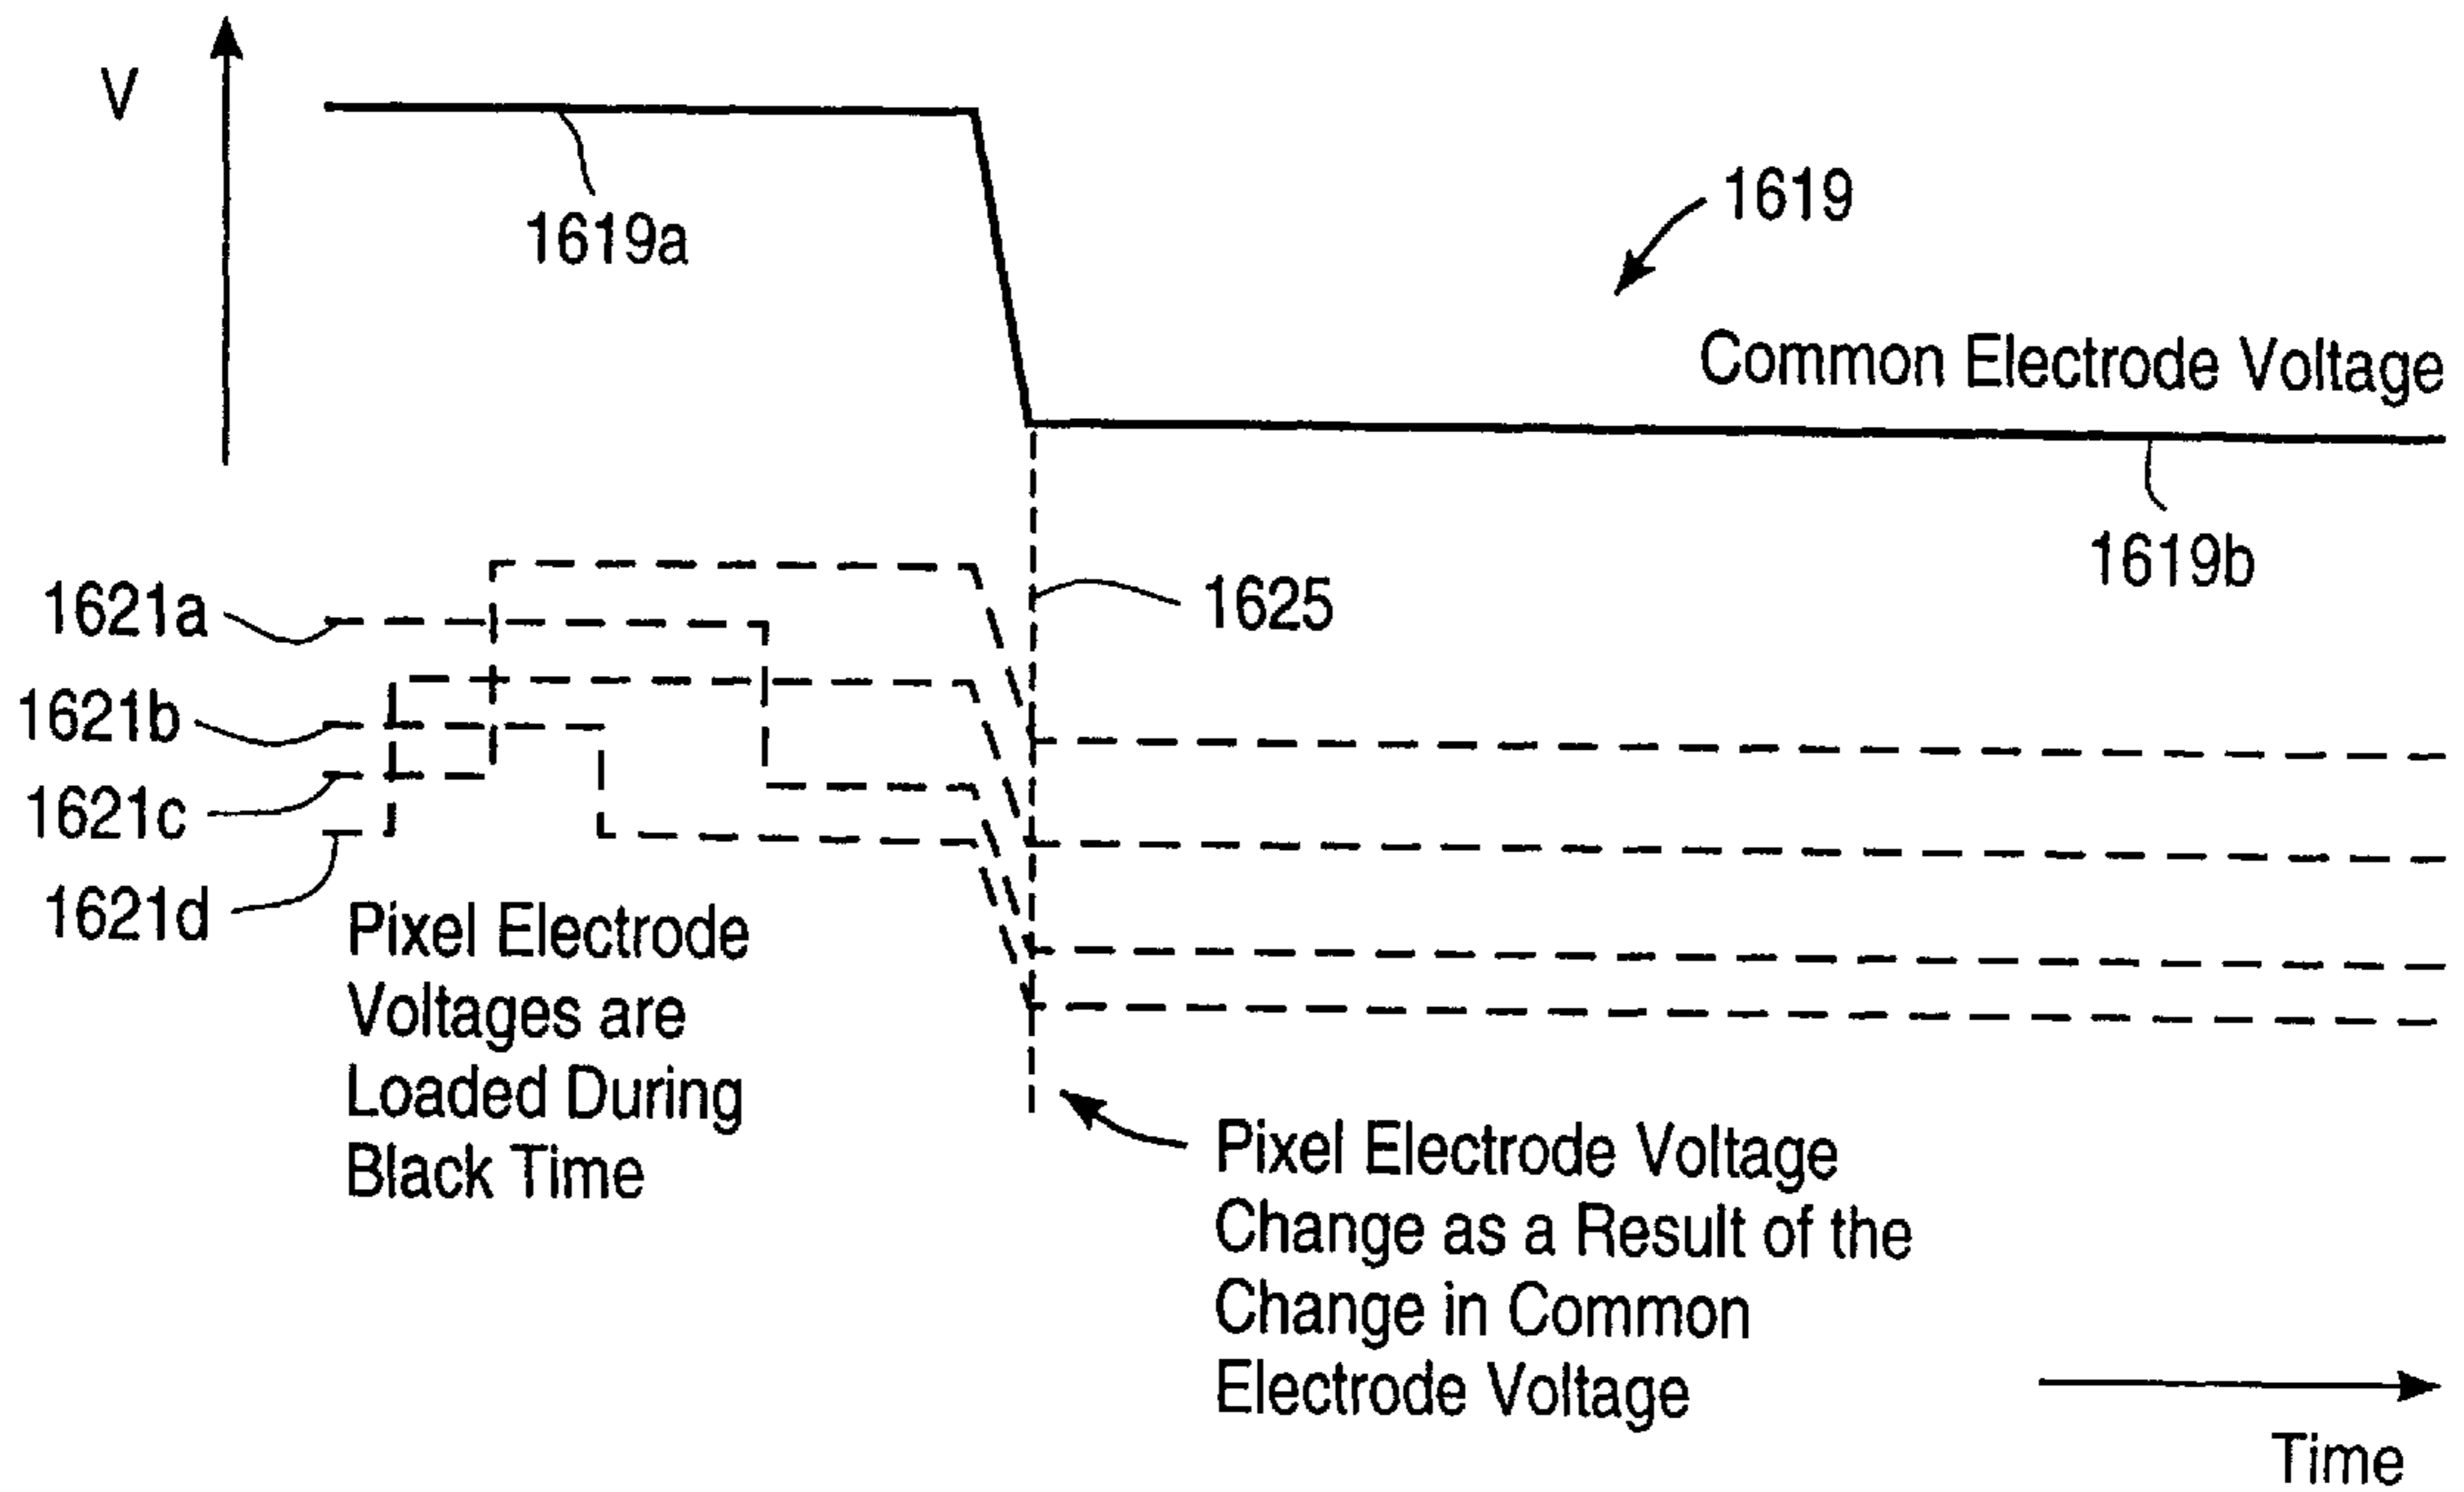 V
1619a
1619
Common Electrode Voltage
1619b
1621a
1625
1621b
1621c
1621d
Pixel Electrode
Voltages are
Loaded During
Black Time
Pixel Electrode Voltage
Change as a Result of the
Change in Common
Electrode Voltage
Time